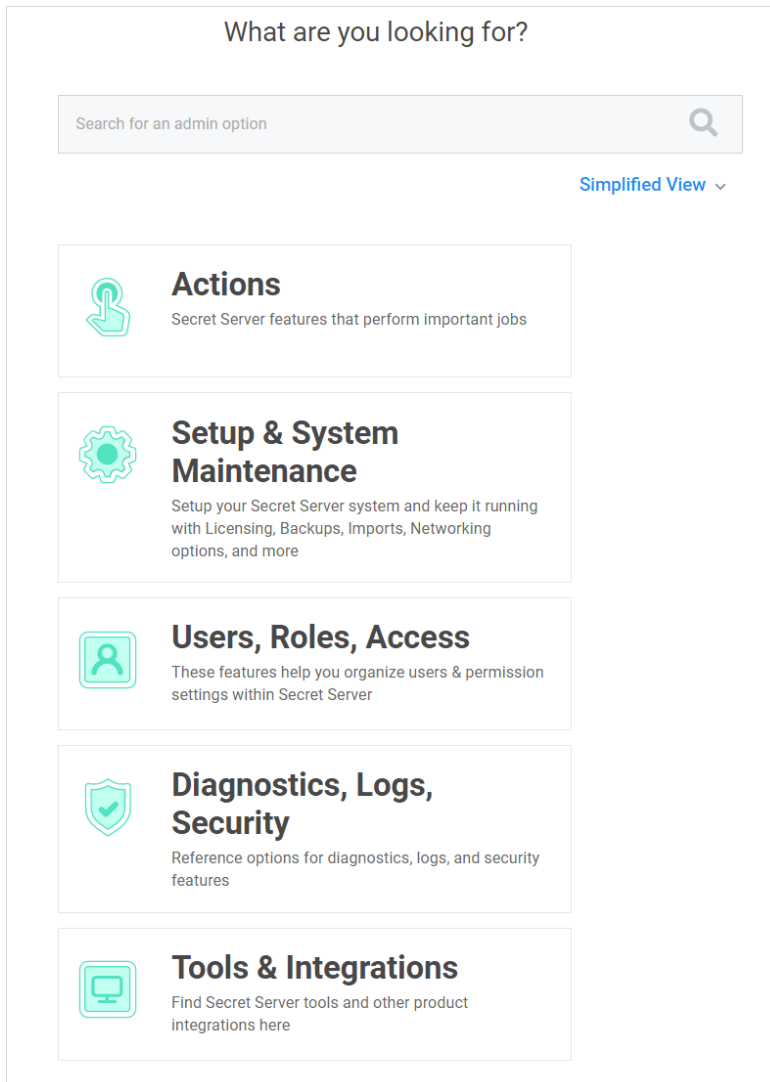 What are you looking for?
Search for an admin option
Simplified View
Actions
Secret Server features that perform important jobs
Setup & System
Maintenance
Setup your Secret Server system and keep it running
with Licensing, Backups, Imports, Networking
options, and more
Users, Roles, Access
These features help you organize users & permission
settings within Secret Server
Diagnostics, Logs,
Security
Reference options for diagnostics, logs, and security
features
Tools & Integrations
Find Secret Server tools and other product
integrations here